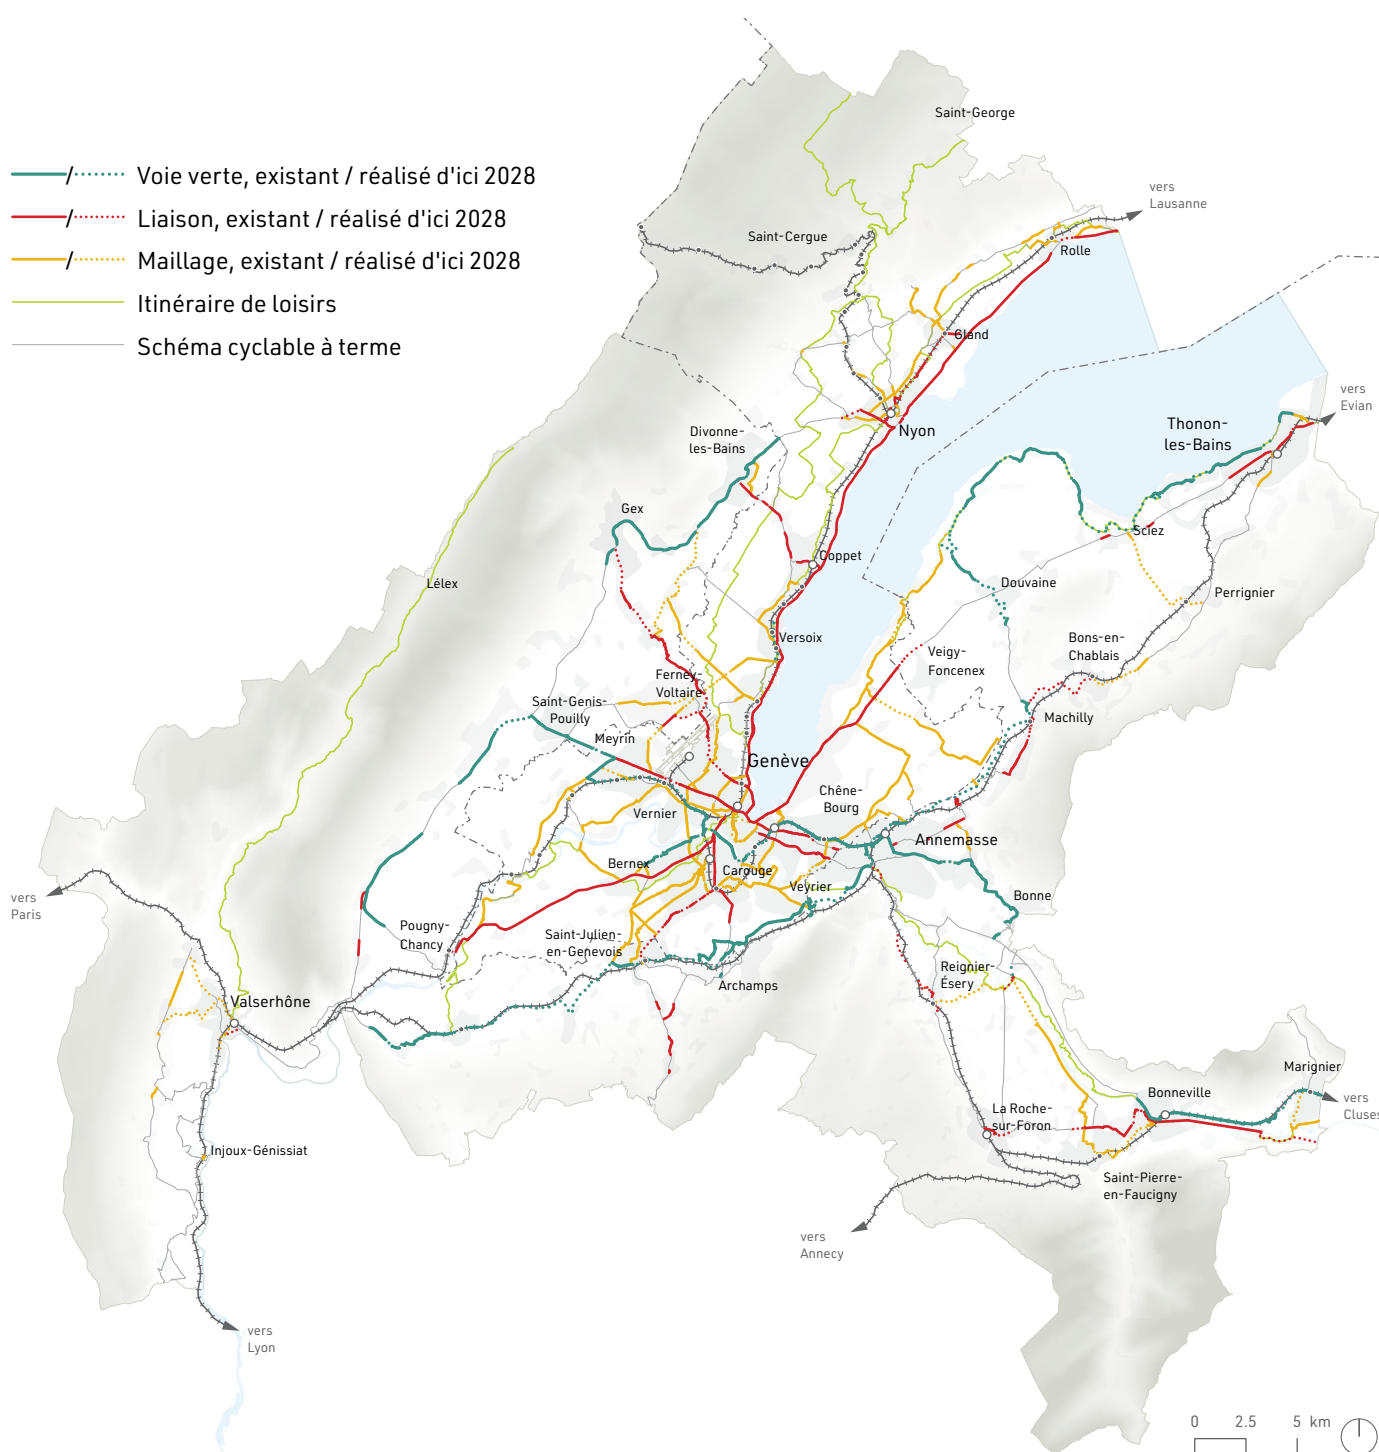 Saint-George
Voie verte, existant / réalisé d'ici 2028
Liaison, existant / réalisé d'ici 2028
Maillage, existant / réalisé d'ici 2028
Itinéraire de loisirs
Schéma cyclable à terme
vers
Lausanne
Saint-Cergue
Rolle
Gland
vers
Evian
Nyon
Thonon-
les-Bains
Divonne-
les-Bains
Gex
Sciez
Coppet
Lélex
Douvaine
Perrignier
Versoix
Bons-en-
Chablais
Veigy-
Foncenex
Ferney-
Voltaire
Saint-Genis-
Pouilly
Machilly
Meyrin
Genève
Chêne-
Bourg
Vernier
Annemasse
Bernex
Carouge
Veyrier
Bonne
vers
Paris
Pougny-
Chancy
Saint-Julien-
en-Genevois
Reignier-
Ésery
Archamps
Valserhône
Marignier
Bonneville
vers
Cluses
La Roche-
sur-Foron
Injoux-Génissiat
Saint-Pierre-
en-Faucigny
vers
Annecy
vers
Lyon
0 2.5 5 km